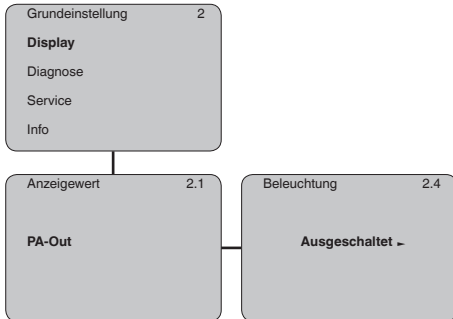 Grundeinstellung 2
Display
Diagnose
Service
Info
Anzeigewert 2.1
PA-Out
Beleuchtung 2.4
Ausgeschaltet ►